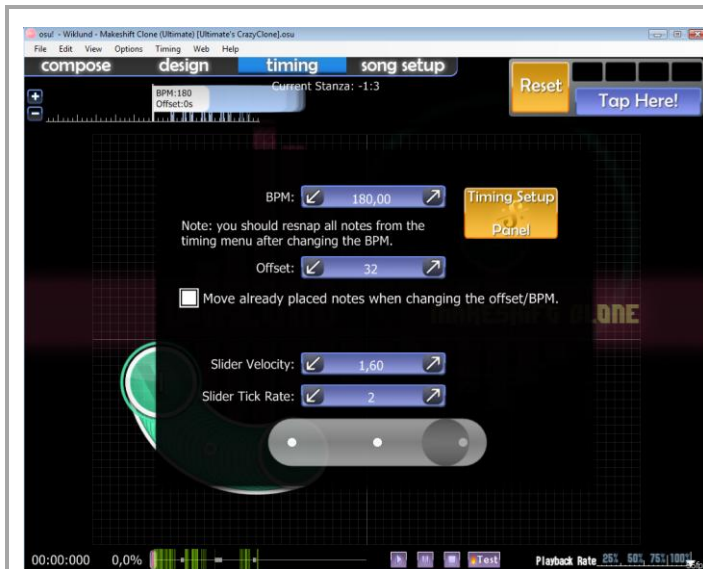 osu! - Wiklund - Makeshift Clone (Ultimate) [Ultimate's CrazyClone].osu
File Edit View Options Timing Web Help
compose design timing song setup
Current Stanza: -1:3
BPM:180
Offset:0s
Reset
Tap Here!
BPM: 180,00
Timing Setup
Panel
Note: you should resnap all notes from the
timing menu after changing the BPM.
Offset: 32
Move already placed notes when changing the offset/BPM.
MAKESHIFT CLONE
Slider Velocity: 1,60
Slider Tick Rate: 2
00:00:000 0,0% Test Playback Rate 25% 50% 75% 100%